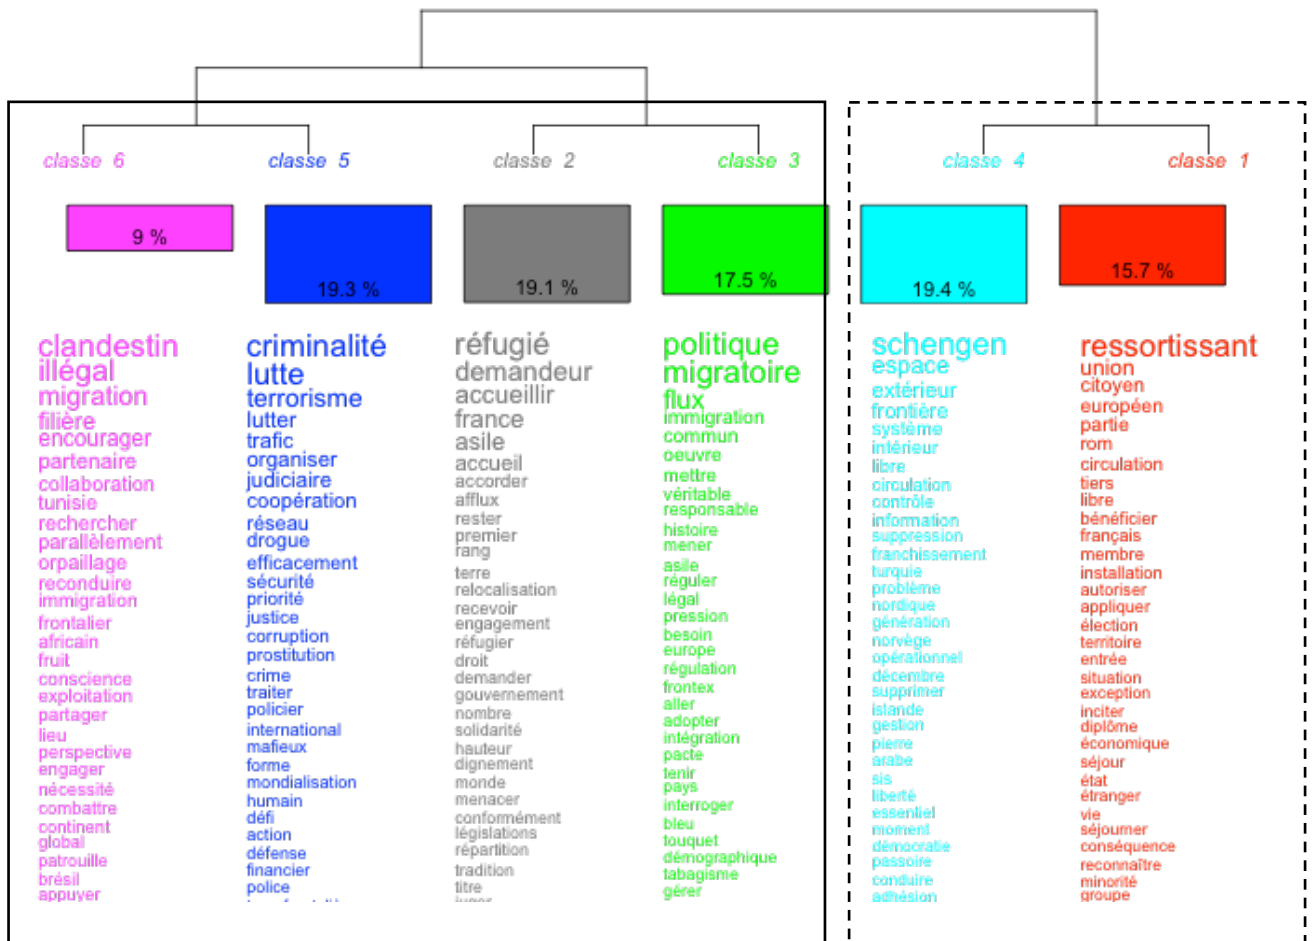 classe 6
classe 5
classe 2
classe 3
classe 4
classe 1
9 %
19.3 %
19.1 %
17.5 %
19.4 %
15.7 %
clandestin
illégal
migration
filière
encourager
partenaire
collaboration
tunisie
rechercher
parallèlement
orpaillage
reconduire
immigration
frontalier
africain
fruit
conscience
exploitation
partager
lieu
perspective
engager
nécessité
combattre
continent
global
patrouille
brésil
appuyer
criminalité
lutte
terrorisme
lutter
trafic
organiser
judiciaire
coopération
réseau
drogue
efficacement
sécurité
priorité
justice
corruption
prostitution
crime
traiter
policier
international
mafieux
forme
mondialisation
humain
défi
action
défense
financier
police
réfugié
demandeur
accueillir
france
asile
accueil
accorder
afflux
rester
premier
rang
terre
relocalisation
recevoir
engagement
réfugier
droit
demander
gouvernement
nombre
solidarité
hauteur
dignement
monde
menacer
conformément
législations
répartition
tradition
titre
juger
politique
migratoire
flux
immigration
commun
oeuvre
mettre
véritable
responsable
histoire
mener
asile
réguler
légal
pression
besoin
europe
régulation
frontex
aller
adopter
intégration
pacte
tenir
pays
interroger
bleu
touquet
démographique
tabagisme
gérer
schengen
espace
extérieur
frontière
système
intérieur
libre
circulation
contrôle
information
suppression
franchissement
turquie
problème
nordique
génération
norvège
opérationnel
décembre
supprimer
islande
gestion
pierre
arabe
sis
liberté
essentiel
moment
démocratie
passoire
conduire
adhésion
ressortissant
union
citoyen
européen
partie
rom
circulation
tiers
libre
bénéficier
français
membre
installation
autoriser
appliquer
élection
territoire
entrée
situation
exception
inciter
diplôme
économique
séjour
état
étranger
vie
séjourner
conséquence
reconnaître
minorité
groupe